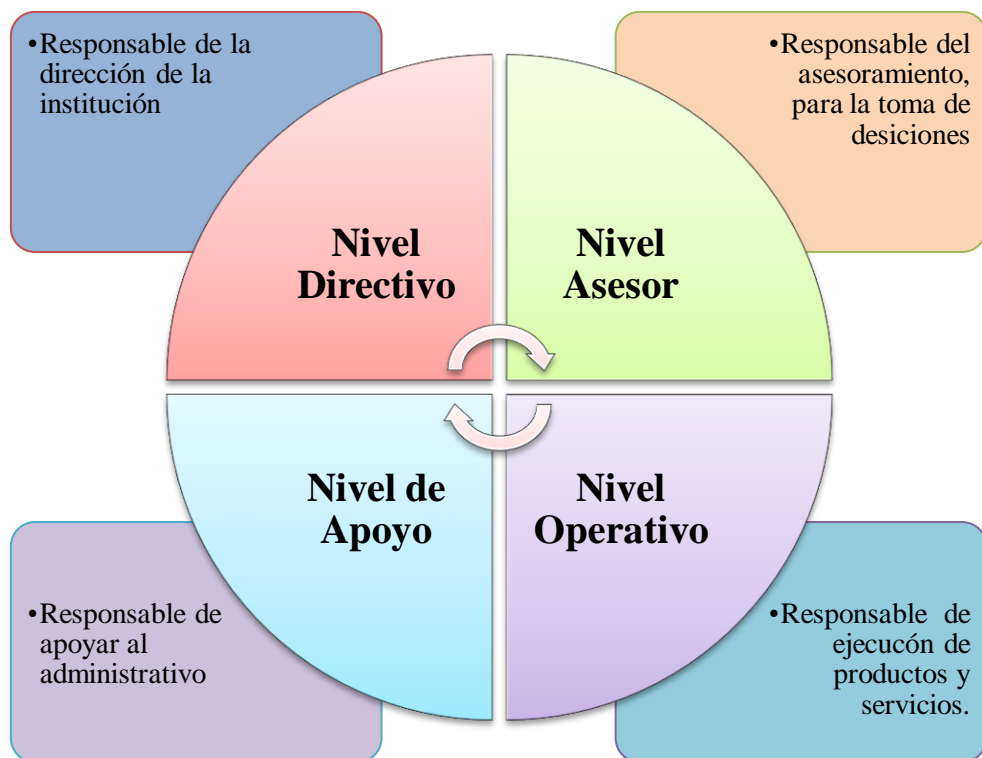 •Responsable de la
dirección de la
institución
•Responsable del
asesoramiento,
para la toma de
desiciones
Nivel
Directivo
Nivel
Asesor
Nivel de
Apoyo
Nivel
Operativo
•Responsable de
apoyar al
administrativo
•Responsable de
ejecucón de
productos y
servicios.